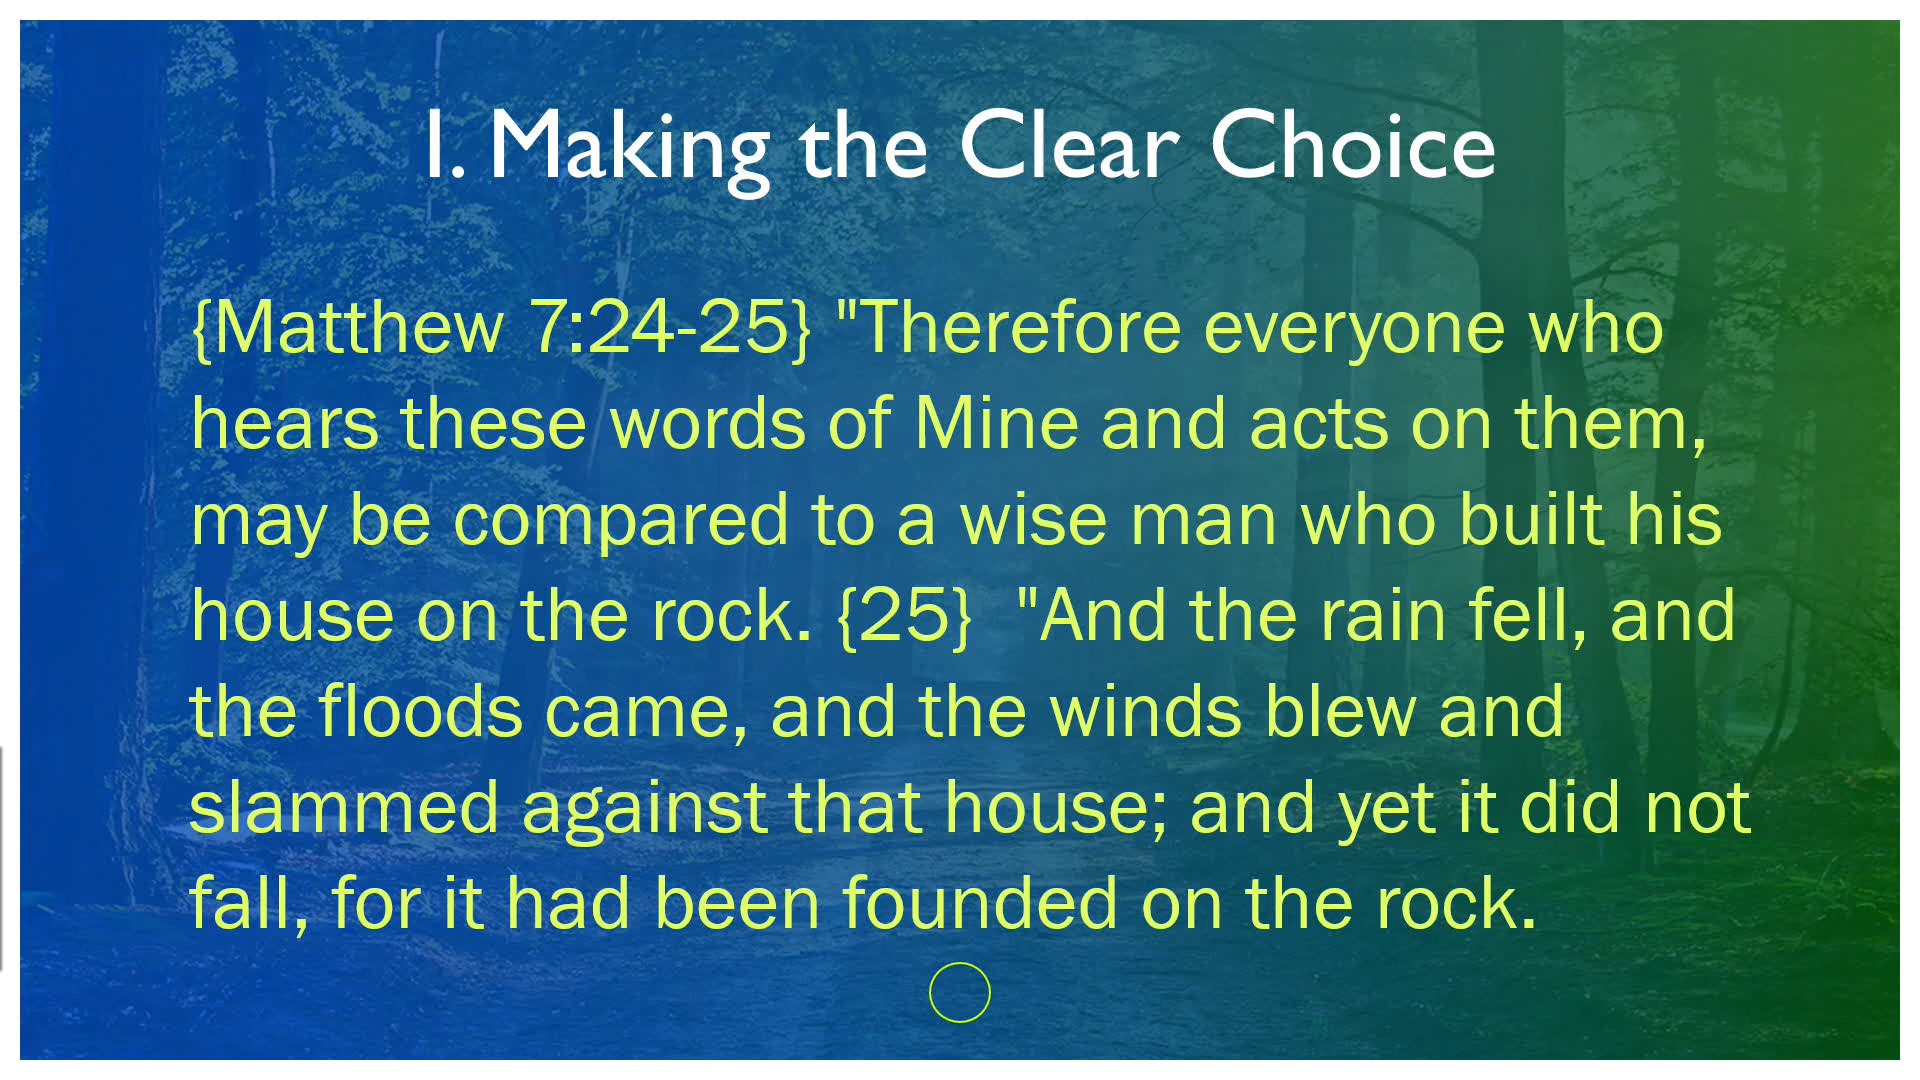 I. Making the Clear Choice
{Matthew 7:24-25} "Therefore everyone who
hears these words of Mine and acts on them,
may be compared to a wise man who built his
house on the rock. {25}  "And the rain fell, and
the floods came, and the winds blew and
slammed against that house; and yet it did not
fall, for it had been founded on the rock.